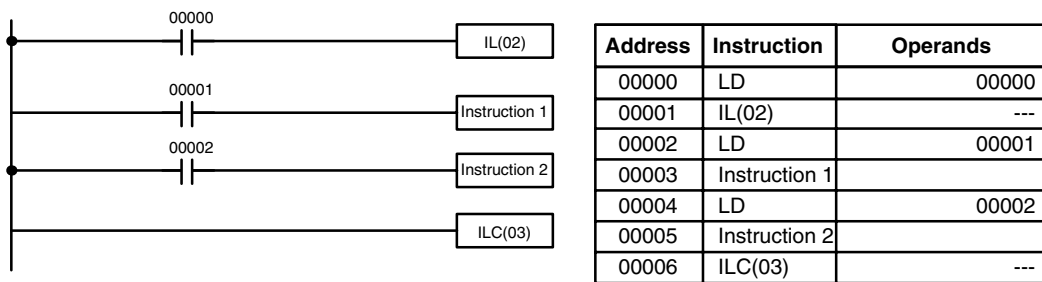 00000
IL(02)
00001
Instruction 1
00002
Instruction 2
ILC(03)
Address Instruction Operands
00000 LD 00000
00001 IL(02) ---
00002 LD 00001
00003 Instruction 1
00004 LD 00002
00005 Instruction 2
00006 ILC(03) ---